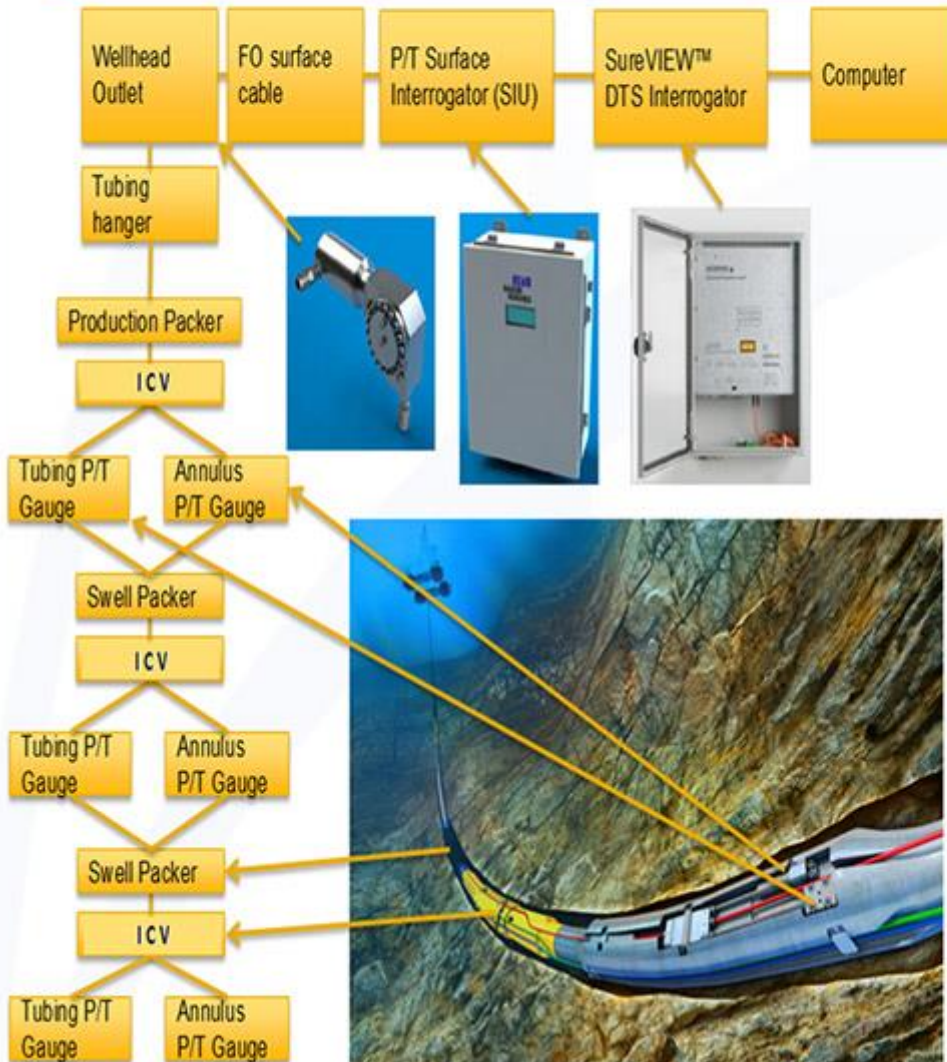 Wellhead
Outlet
FO surface
cable
P/T Surface
Interrogator (SIU)
SureVIEW™
DTS Interrogator
Computer
Tubing
hanger
Production Packer
ICV
Tubing P/T
Gauge
Annulus
P/T Gauge
Swell Packer
ICV
Tubing P/T
Gauge
Annulus
P/T Gauge
Swell Packer
ICV
Tubing P/T
Gauge
Annulus
P/T Gauge